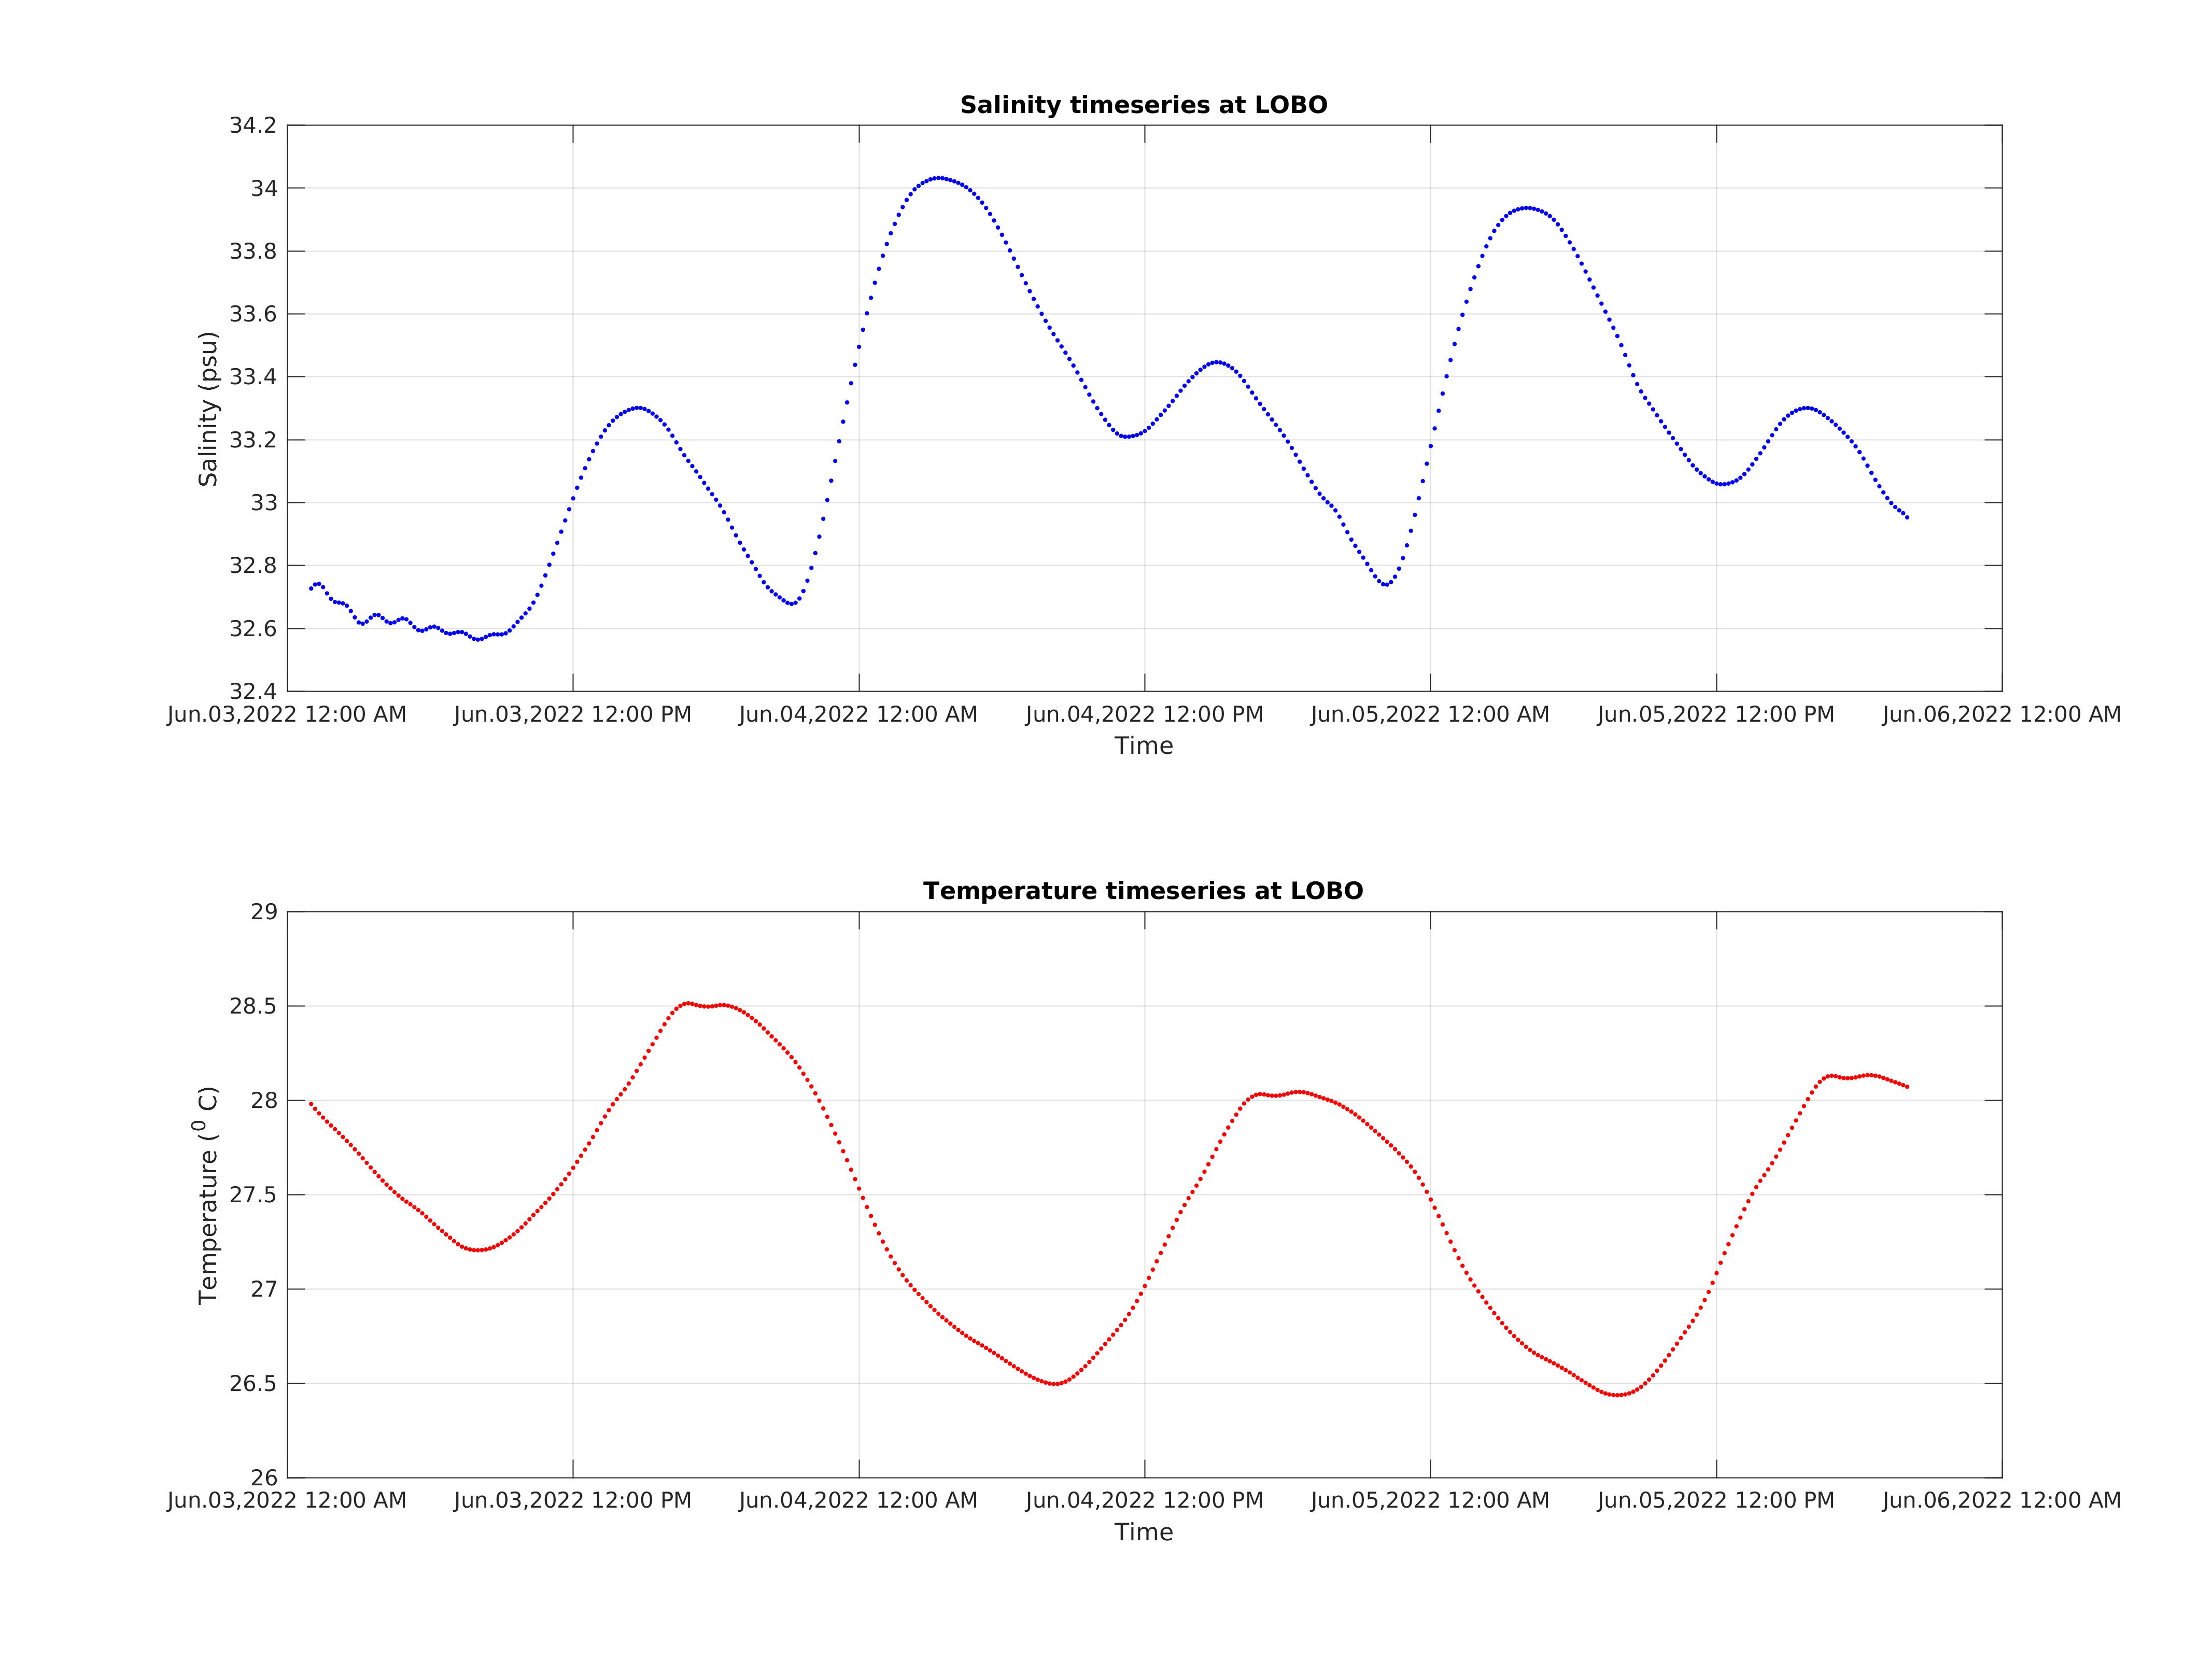 Salinity timeseries at LOBO
34.2
34
33.8
33.6
33.4
33.2
33
32.8
32.6
32.4
Salinity (psu)
Jun.03,2022 12:00 AM Jun.03,2022 12:00 PM Jun.04,2022 12:00 AM Jun.04,2022 12:00 PM Jun.05,2022 12:00 AM Jun.05,2022 12:00 PM Jun.06,2022 12:00 AM
Time
Temperature timeseries at LOBO
29
28.5
28
27.5
27
26.5
26
Temperature (⁰ C)
Jun.03,2022 12:00 AM Jun.03,2022 12:00 PM Jun.04,2022 12:00 AM Jun.04,2022 12:00 PM Jun.05,2022 12:00 AM Jun.05,2022 12:00 PM Jun.06,2022 12:00 AM
Time